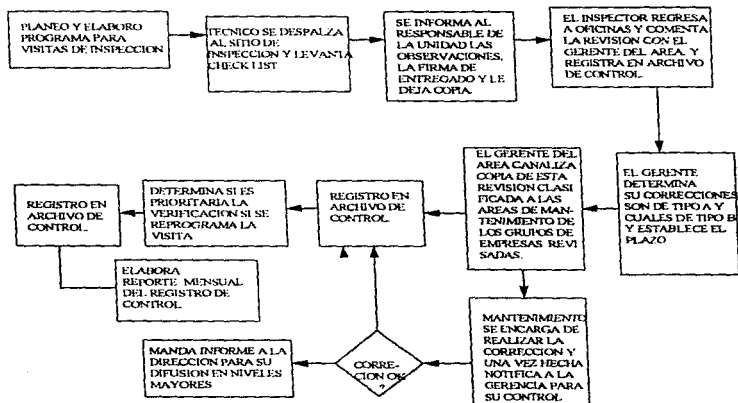 PLANEO Y ELABORO
PROGRAMA PARA
VISITAS DE INSPECCION
TECNICO SE DESPALZA
AL SITIO DE
INSPECCION Y LEVANTA
CHECK LIST
SE INFORMA AL
RESPONSABLE DE
LA UNIDAD LAS
OBSERVACIONES,
LA FIRMA DE
ENTREGADO Y LE
DEJA COPIA.
EL INSPECTOR REGRESA
A OFICINAS Y COMENTA
LA REVISION CON EL
GERENTE DEL AREA. Y
REGISTRA EN ARCHIVO
DE CONTROL.
EL GERENTE
DETERMINA
SU CORRECCIONES
SON DE TIPO A Y
CUALES DE TIPO B
Y ESTABLECE EL
PLAZO
EL GERENTE DEL
AREA CANALIZA
COPIA DE ESTA
REVISION CLASI-
FICADA A LAS
AREAS DE MAN-
TENIMIENTO DE
LOS GRUPOS DE
EMPRESAS REVI-
SADAS.
REGISTRO EN
ARCHIVO DE
CONTROL.
DETERMINA SI ES
PRIORITARIA LA
VERIFICACION SI SE
REPROGRAMA LA
VISITA
REGISTRO EN
ARCHIVO DE
CONTROL.
ELABORA
REPORTE MENSUAL
DEL REGISTRO DE
CONTROL
MANTENIMIENTO
SE ENCARGA DE
REALIZAR LA
CORRECCION Y
UNA VEZ HECHA
NOTIFICA A LA
GERENCIA PARA
SU CONTROL
CORRE-
CION OK
?
MANDA INFORME A LA
DIRECCION PARA SU
DIFUSION EN NIVELES
MAYORES